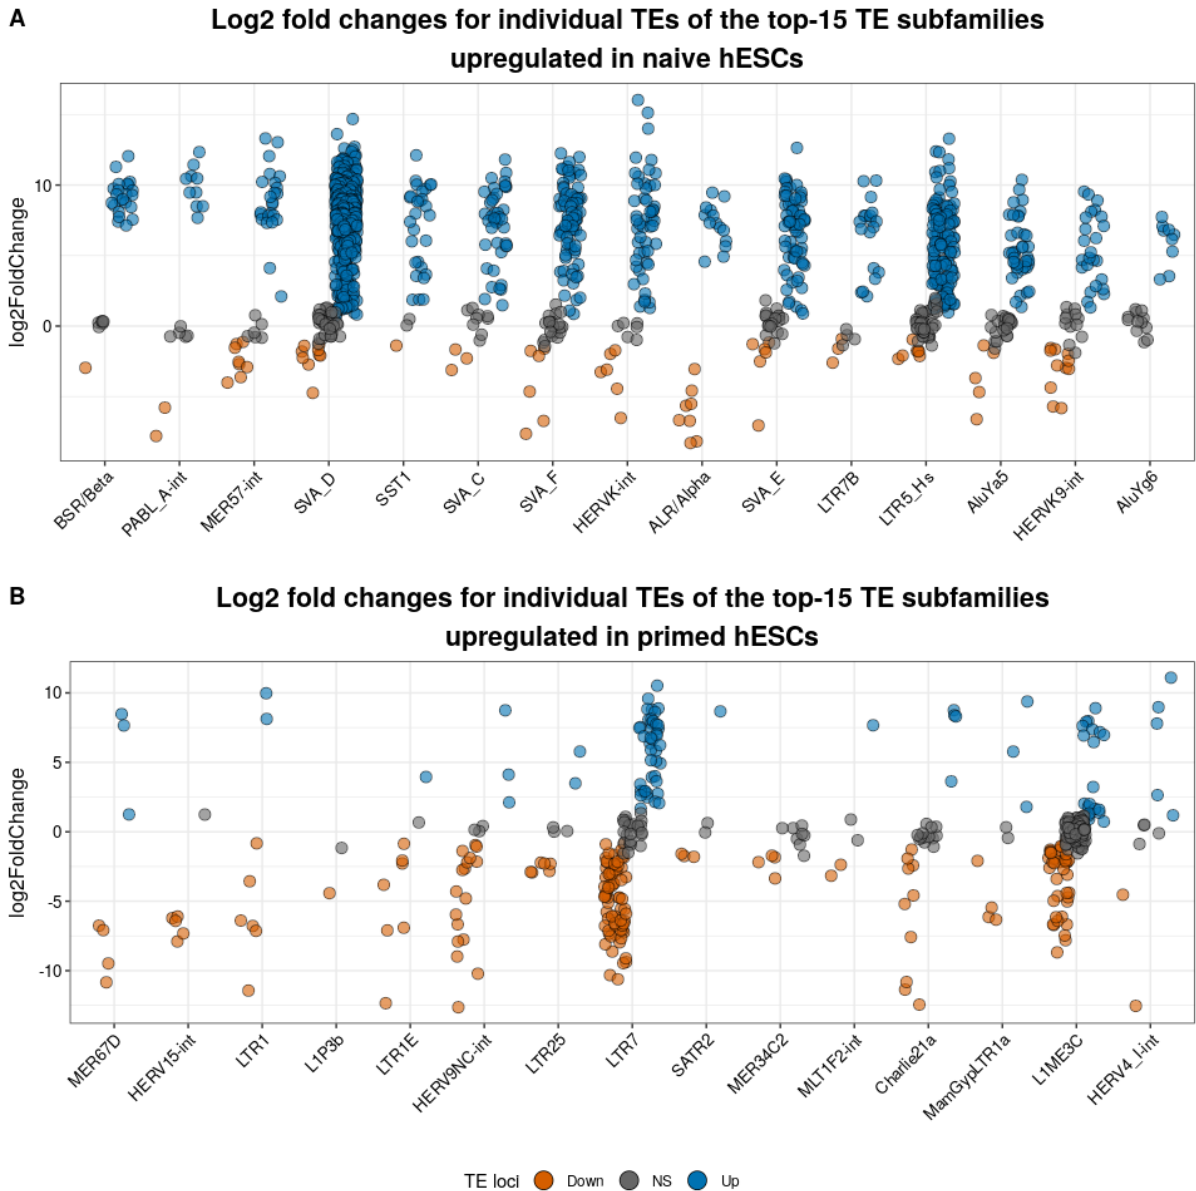 A
Log2 fold changes for individual TEs of the top-15 TE subfamilies
upregulated in naive hESCs
log2FoldChange
10
0
BSR/Beta
PABL_A-int
MER57-int
SVA_D
SST1
SVA_C
SVA_F
HERVK-int
ALR/Alpha
SVA_E
LTR7B
LTR5_Hs
AluYa5
HERVK9-int
AluYg6
B
Log2 fold changes for individual TEs of the top-15 TE subfamilies
upregulated in primed hESCs
log2FoldChange
10
5
0
-5
-10
MER67D
HERV15-int
LTR1
L1P3b
LTR1E
HERV9NC-int
LTR25
LTR7
SATR2
MER34C2
MLT1F2-int
Charlie21a
MamGypLTR1a
L1ME3C
HERV4_I-int
TE loci Down NS Up